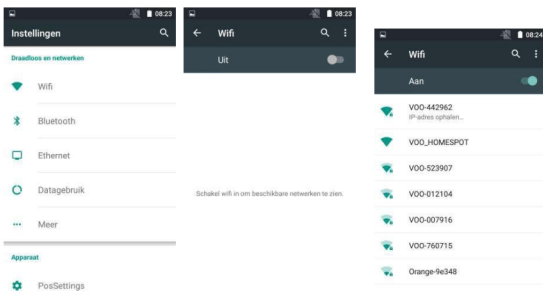 08:23
Instellingen
Draadloos en netwerken
Wifi
Bluetooth
Ethernet
Datagebruik
Meer
Apparaat
PosSettings
08:23
Wifi
Uit
Schakel wifi in om beschikbare netwerken te zien.
08:24
Wifi
Aan
VOO-442962
IP-adres ophalen...
VOO_HOMESPOT
VOO-523907
VOO-012104
VOO-007916
VOO-760715
Orange-9e348